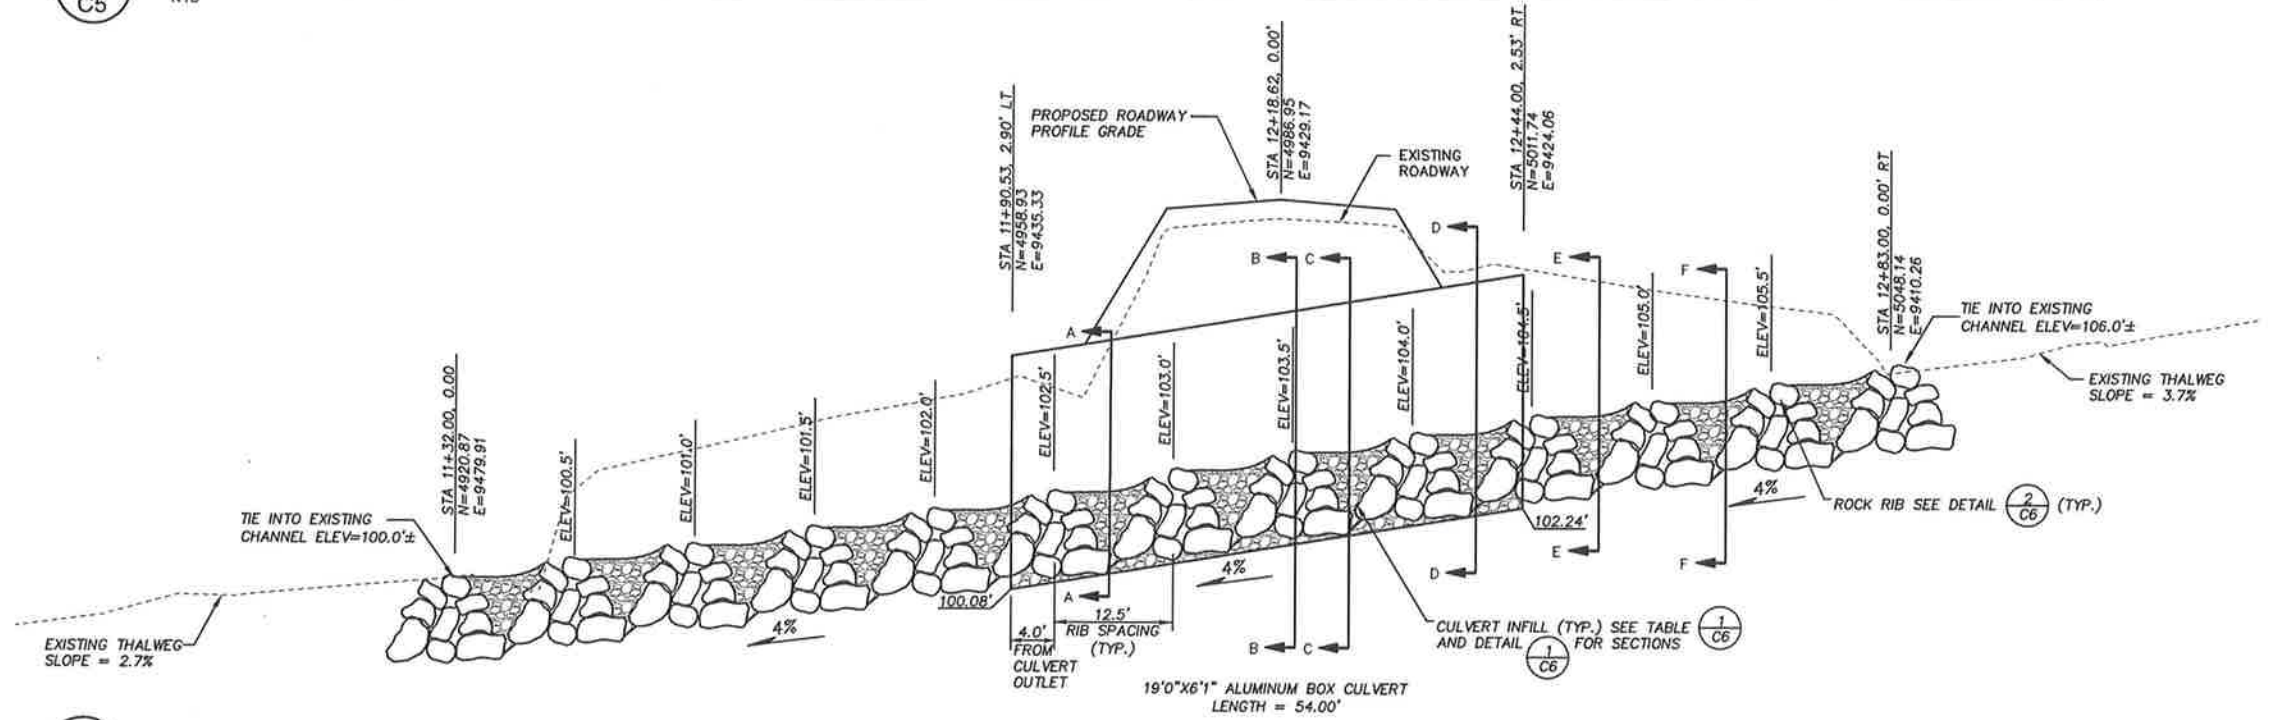 C5
STA 11+90.53, 2.90' LT
N=4958.93
E=9435.33
PROPOSED ROADWAY
PROFILE GRADE
STA 12+18.62, 0.00'
N=4986.95
E=9429.17
EXISTING
ROADWAY
STA 12+44.00, 2.53' RT
N=5011.74
E=9424.06
STA 12+83.00, 0.00' RT
N=5048.14
E=9410.26
TIE INTO EXISTING
CHANNEL ELEV=106.0'±
EXISTING THALWEG
SLOPE = 3.7%
D
B
C
E
F
A
STA 11+32.00, 0.00
N=4920.87
E=9479.91
ELEV=100.5'
ELEV=101.0'
ELEV=101.5'
ELEV=102.0'
ELEV=102.5'
ELEV=103.0'
ELEV=103.5'
ELEV=104.0'
ELEV=104.5'
ELEV=105.0'
ELEV=105.5'
TIE INTO EXISTING
CHANNEL ELEV=100.0'±
4%
ROCK RIB SEE DETAIL 2 C6 (TYP.)
102.24'
E
F
D
4%
100.08'
A
12.5'
RIB SPACING
(TYP.)
4.0'
FROM
CULVERT
OUTLET
4%
B
C
EXISTING THALWEG
SLOPE = 2.7%
CULVERT INFILL (TYP.) SEE TABLE 1 C6
AND DETAIL 1 C6 FOR SECTIONS
19'0"X6'1" ALUMINUM BOX CULVERT
LENGTH = 54.00'